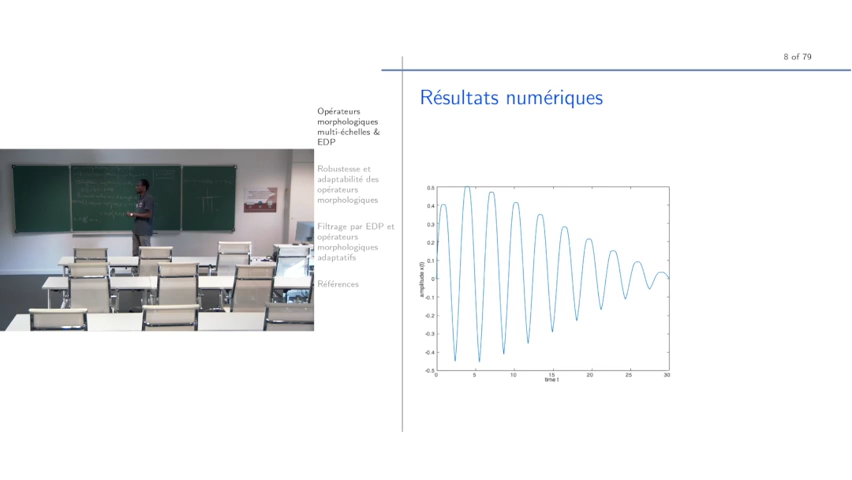 8 of 79
Opérateurs
morphologiques
multi-échelles &
EDP
Robustesse et
adaptabilité des
opérateurs
morphologiques
Filtrage par EDP et
opérateurs
morphologiques
adaptatifs
Références
Résultats numériques
0.5
0.4
0.3
0.2
0.1
0
-0.1
-0.2
-0.3
-0.4
-0.5
amplitude x(t)
0 5 10 15 20 25 30
time t